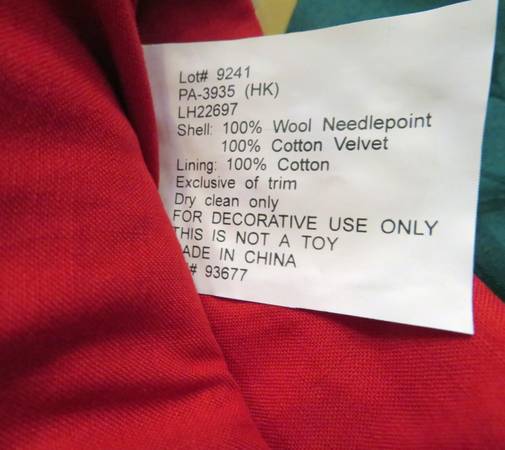 Lot# 9241
PA-3935 (HK)
LH22697
Shell: 100% Wool Needlepoint
100% Cotton Velvet
Lining: 100% Cotton
Exclusive of trim
Dry clean only
FOR DECORATIVE USE ONLY
THIS IS NOT A TOY
ADE IN CHINA
# 93677